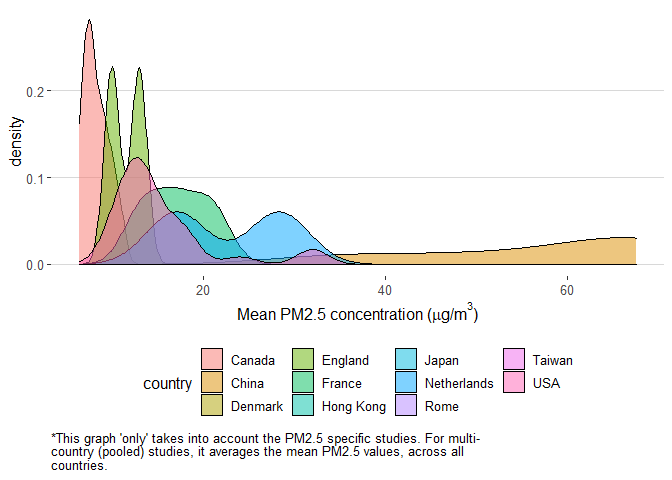 density
0.2
0.1
0.0
20
40
60
Mean PM2.5 concentration (μg/m³)
country
Canada
England
Japan
Taiwan
China
France
Netherlands
USA
Denmark
Hong Kong
Rome
*This graph 'only' takes into account the PM2.5 specific studies. For multi-
country (pooled) studies, it averages the mean PM2.5 values, across all
countries.